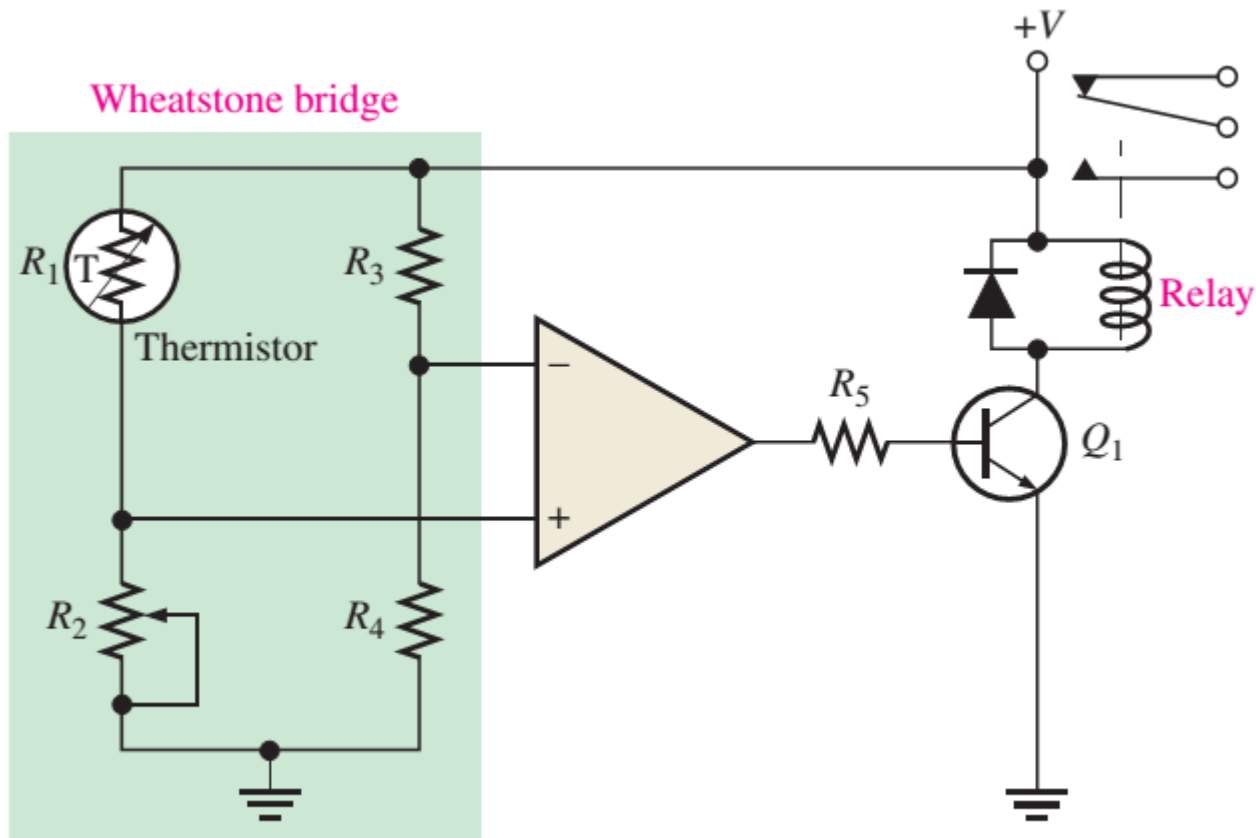 +V
Wheatstone bridge
R1
T
R3
Thermistor
Relay
−
R5
Q1
+
R2
R4